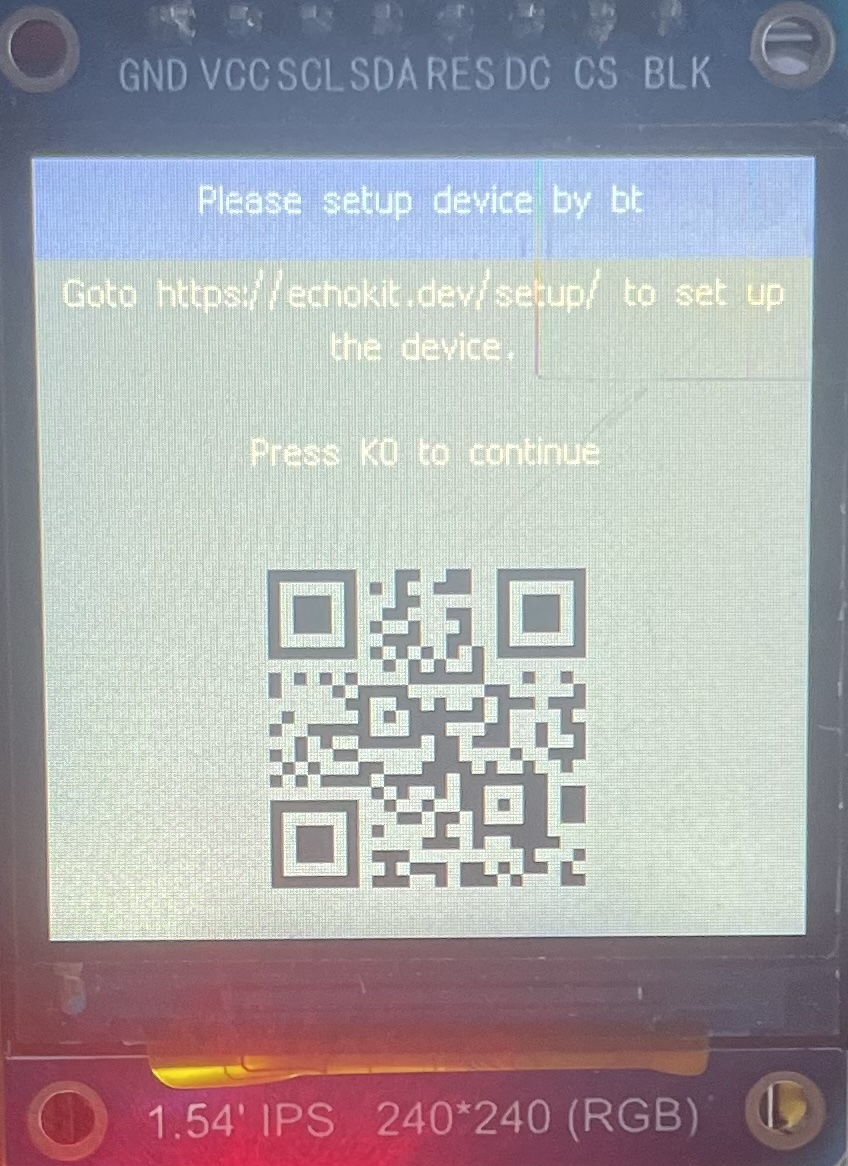 GND VCC SCL SDA RES DC CS BLK
Please setup device by bt
Goto https://echokit.dev/setup/ to set up
the device.
Press K0 to continue
1.54' IPS 240*240 (RGB)